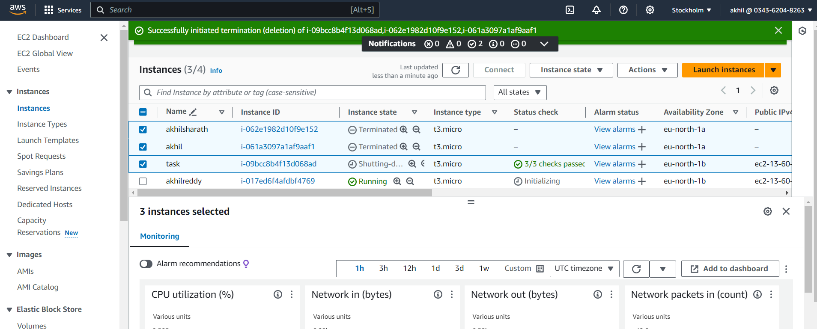 aws
Services
Search
[Alt+S]
Stockholm
akhil @ 0343-6204-8263
EC2 Dashboard
EC2 Global View
Events
Instances
Instances
Instance Types
Launch Templates
Spot Requests
Savings Plans
Reserved Instances
Dedicated Hosts
Capacity
Reservations New
Images
AMIs
AMI Catalog
Elastic Block Store
Volumes
Successfully initiated termination (deletion) of i-09bcc8b4f13d068ad,i-062e1982d10f9e152,i-061a3097a1af9aaf1
Notifications 0 0 2 0 0
Instances (3/4) Info
Last updated
less than a minute ago
Connect
Instance state
Actions
Launch instances
Find Instance by attribute or tag (case-sensitive)
All states
1
Name Instance ID Instance state Instance type Status check Alarm status Availability Zone Public IPv4
akhilsharath i-062e1982d10f9e152 Terminated t3.micro – View alarms + eu-north-1a –
akhil i-061a3097a1af9aaf1 Terminated t3.micro – View alarms + eu-north-1a –
task i-09bcc8b4f13d068ad Shutting-d... t3.micro 3/3 checks passed View alarms + eu-north-1b ec2-13-60-
akhilreddy i-017ed6f4afdbf4769 Running t3.micro Initializing View alarms + eu-north-1b ec2-13-60-
3 instances selected
Monitoring
Alarm recommendations
1h 3h 12h 1d 3d 1w Custom UTC timezone
Add to dashboard
CPU utilization (%)
Various units
Network in (bytes)
Various units
Network out (bytes)
Various units
Network packets in (count)
Various units